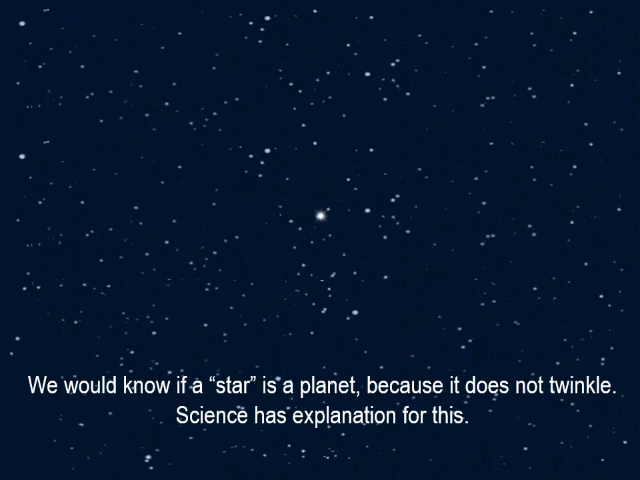 We would know if a “star” is a planet, because it does not twinkle.
Science has explanation for this.